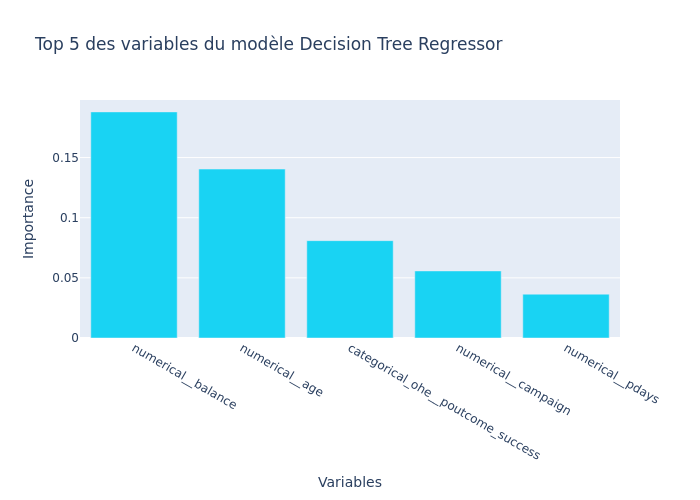 Top 5 des variables du modèle Decision Tree Regressor
Importance
0.15
0.1
0.05
0
numerical__balance
numerical__age
categorical_ohe__poutcome_success
numerical__campaign
numerical__pdays
Variables